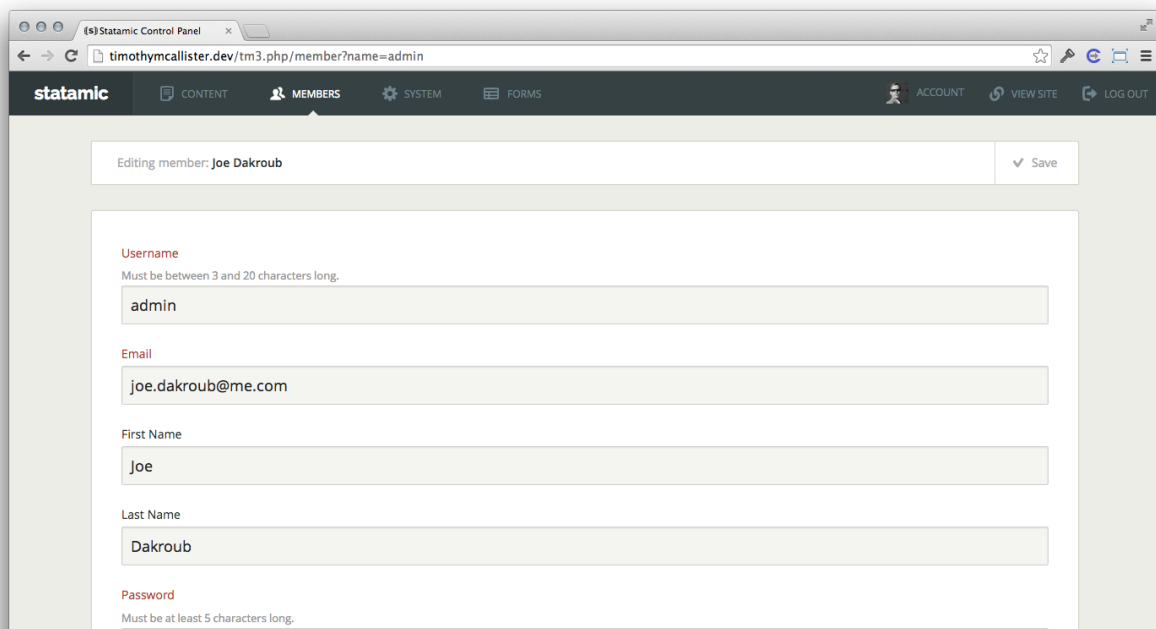 {s} Statamic Control Panel
timothymcallister.dev/tm3.php/member?name=admin
statamic CONTENT MEMBERS SYSTEM FORMS ACCOUNT VIEW SITE LOG OUT
Editing member: Joe Dakroub Save
Username
Must be between 3 and 20 characters long.
admin
Email
joe.dakroub@me.com
First Name
Joe
Last Name
Dakroub
Password
Must be at least 5 characters long.